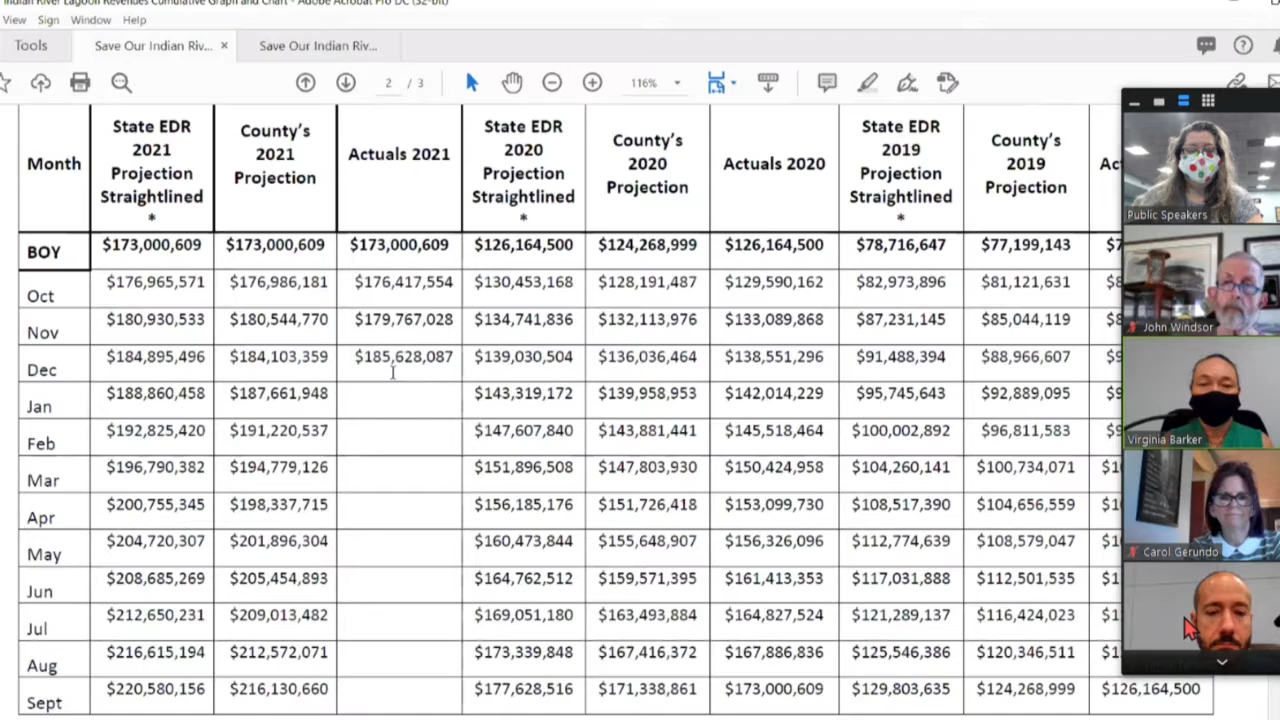 Indian River Lagoon Revenues Cumulative Graph and Chart - Adobe Acrobat Pro DC (32-bit)
View Sign Window Help
Tools Save Our Indian Riv... × Save Our Indian Riv...
2 / 3 116%
Month State EDR 2021 Projection Straightlined * County's 2021 Projection Actuals 2021 State EDR 2020 Projection Straightlined * County's 2020 Projection Actuals 2020 State EDR 2019 Projection Straightlined * County's 2019 Projection
BOY $173,000,609 $173,000,609 $173,000,609 $126,164,500 $124,268,999 $126,164,500 $78,716,647 $77,199,143
Oct $176,965,571 $176,986,181 $176,417,554 $130,453,168 $128,191,487 $129,590,162 $82,973,896 $81,121,631
Nov $180,930,533 $180,544,770 $179,767,028 $134,741,836 $132,113,976 $133,089,868 $87,231,145 $85,044,119
Dec $184,895,496 $184,103,359 $185,628,087 $139,030,504 $136,036,464 $138,551,296 $91,488,394 $88,966,607
Jan $188,860,458 $187,661,948 $143,319,172 $139,958,953 $142,014,229 $95,745,643 $92,889,095
Feb $192,825,420 $191,220,537 $147,607,840 $143,881,441 $145,518,464 $100,002,892 $96,811,583
Mar $196,790,382 $194,779,126 $151,896,508 $147,803,930 $150,424,958 $104,260,141 $100,734,071
Apr $200,755,345 $198,337,715 $156,185,176 $151,726,418 $153,099,730 $108,517,390 $104,656,559
May $204,720,307 $201,896,304 $160,473,844 $155,648,907 $156,326,096 $112,774,639 $108,579,047
Jun $208,685,269 $205,454,893 $164,762,512 $159,571,395 $161,413,353 $117,031,888 $112,501,535
Jul $212,650,231 $209,013,482 $169,051,180 $163,493,884 $164,827,524 $121,289,137 $116,424,023
Aug $216,615,194 $212,572,071 $173,339,848 $167,416,372 $167,886,836 $125,546,386 $120,346,511
Sept $220,580,156 $216,130,660 $177,628,516 $171,338,861 $173,000,609 $129,803,635 $124,268,999 $126,164,500
Public Speakers
John Windsor
Virginia Barker
Carol Gerundo